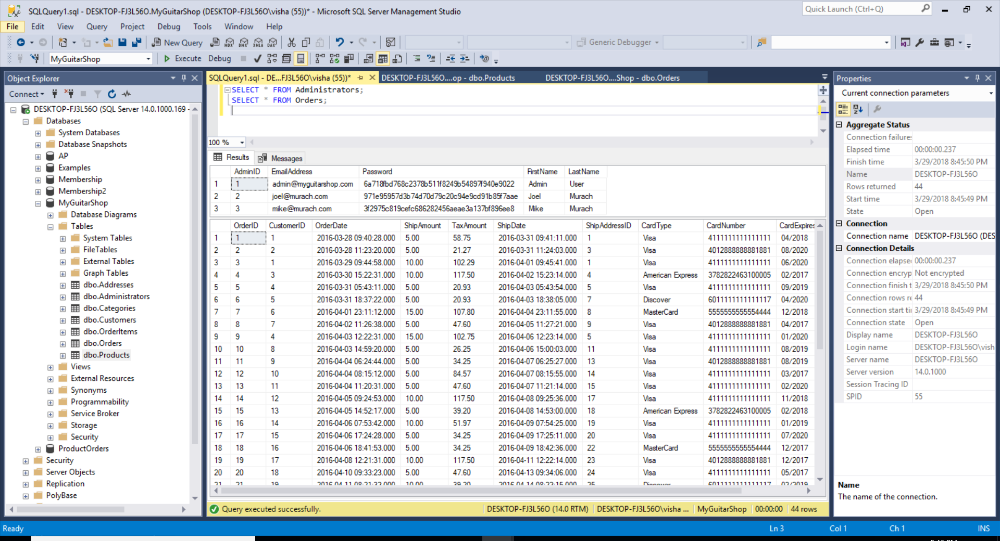 SQLQuery1.sql - DESKTOP-FJ3L56O.MyGuitarShop (DESKTOP-FJ3L56O\visha (55))* - Microsoft SQL Server Management Studio
Quick Launch (Ctrl+Q)
File Edit View Query Project Debug Tools Window Help
New Query MDX DMX XMLA DAX Generic Debugger
MyGuitarShop Execute Debug
Object Explorer
Connect
DESKTOP-FJ3L56O (SQL Server 14.0.1000.169 -
Databases
System Databases
Database Snapshots
AP
Examples
Membership
Membership2
MyGuitarShop
Database Diagrams
Tables
System Tables
FileTables
External Tables
Graph Tables
dbo.Addresses
dbo.Administrators
dbo.Categories
dbo.Customers
dbo.OrderItems
dbo.Orders
dbo.Products
Views
External Resources
Synonyms
Programmability
Service Broker
Storage
Security
ProductOrders
Security
Server Objects
Replication
PolyBase
SQLQuery1.sql - DE...FJ3L56O\visha (55))* DESKTOP-FJ3L56O....op - dbo.Products DESKTOP-FJ3L56O....Shop - dbo.Orders
SELECT * FROM Administrators;
SELECT * FROM Orders;
100 %
Results Messages
AdminID EmailAddress Password FirstName LastName
1 1 admin@myguitarshop.com 6a718fbd768c2378b511f8249b54897f940e9022 Admin User
2 2 joel@murach.com 971e95957d3b74d70d79c20c94e9cd91b85f7aae Joel Murach
3 3 mike@murach.com 3f2975c819cefc686282456aeae3a137bf896ee8 Mike Murach
OrderID CustomerID OrderDate ShipAmount TaxAmount ShipDate ShipAddressID CardType CardNumber CardExpires
1 1 1 2016-03-28 09:40:28.000 5.00 58.75 2016-03-31 09:41:11.000 1 Visa 4111111111111111 04/2018
2 2 2 2016-03-28 11:23:20.000 5.00 21.27 2016-03-31 11:24:03.000 3 Visa 4012888888881881 08/2020
3 3 1 2016-03-29 09:44:58.000 10.00 102.29 2016-04-01 09:45:41.000 1 Visa 4111111111111111 06/2020
4 4 3 2016-03-30 15:22:31.000 10.00 117.50 2016-04-02 15:23:14.000 4 American Express 3782822463100005 02/2017
5 5 4 2016-03-31 05:43:11.000 5.00 20.93 2016-04-03 05:43:54.000 5 Visa 4111111111111111 09/2019
6 6 5 2016-03-31 18:37:22.000 5.00 20.93 2016-04-03 18:38:05.000 7 Discover 6011111111111117 04/2020
7 7 6 2016-04-01 23:11:12.000 15.00 107.80 2016-04-04 23:11:55.000 8 MasterCard 5555555555554444 12/2018
8 8 7 2016-04-02 11:26:38.000 5.00 47.60 2016-04-05 11:27:21.000 9 Visa 4012888888881881 04/2017
9 9 4 2016-04-03 12:22:31.000 15.00 102.75 2016-04-06 12:23:14.000 5 Visa 4111111111111111 01/2020
10 10 8 2016-04-03 14:59:20.000 5.00 26.25 2016-04-06 15:00:03.000 11 Visa 4111111111111111 08/2019
11 11 9 2016-04-04 06:24:44.000 5.00 34.25 2016-04-07 06:25:27.000 13 Visa 4012888888881881 08/2019
12 12 10 2016-04-04 08:15:12.000 5.00 84.57 2016-04-07 08:15:55.000 14 Visa 4111111111111111 03/2017
13 13 11 2016-04-04 11:20:31.000 5.00 47.60 2016-04-07 11:21:14.000 15 Visa 4111111111111111 02/2020
14 14 12 2016-04-05 09:24:53.000 10.00 117.50 2016-04-08 09:25:36.000 17 Visa 4111111111111111 11/2018
15 15 13 2016-04-05 14:52:17.000 5.00 39.20 2016-04-08 14:53:00.000 18 American Express 3782822463100005 02/2018
16 16 14 2016-04-06 07:53:42.000 10.00 51.97 2016-04-09 07:54:25.000 19 Visa 4111111111111111 01/2019
17 17 15 2016-04-06 17:24:28.000 5.00 34.25 2016-04-09 17:25:11.000 20 Visa 4111111111111111 07/2020
18 18 16 2016-04-06 18:41:53.000 5.00 34.25 2016-04-09 18:42:36.000 22 MasterCard 5555555555554444 12/2017
19 19 17 2016-04-08 12:21:31.000 10.00 117.50 2016-04-11 12:22:14.000 23 Visa 4012888888881881 12/2017
20 20 18 2016-04-10 09:33:23.000 5.00 47.60 2016-04-13 09:34:06.000 24 Visa 4111111111111111 05/2017
21 21 19 2016-04-11 08:21:32.000 10.00 39.20 2016-04-14 08:22:15.000 25 Discover 6011111111111117 02/2019
Query executed successfully. DESKTOP-FJ3L56O (14.0 RTM) DESKTOP-FJ3L56O\visha ... MyGuitarShop 00:00:00 44 rows
Properties
Current connection parameters
Aggregate Status
Connection failures
Elapsed time 00:00:00.237
Finish time 3/29/2018 8:45:50 PM
Name DESKTOP-FJ3L56O
Rows returned 44
Start time 3/29/2018 8:45:49 PM
State Open
Connection
Connection name DESKTOP-FJ3L56O (DES
Connection Details
Connection elapsed 00:00:00.237
Connection encryp Not encrypted
Connection finish t 3/29/2018 8:45:50 PM
Connection rows re 44
Connection start tir 3/29/2018 8:45:49 PM
Connection state Open
Display name DESKTOP-FJ3L56O
Login name DESKTOP-FJ3L56O\vish
Server name DESKTOP-FJ3L56O
Server version 14.0.1000
Session Tracing ID
SPID 55
Name
The name of the connection.
Ready Ln 3 Col 1 Ch 1 INS